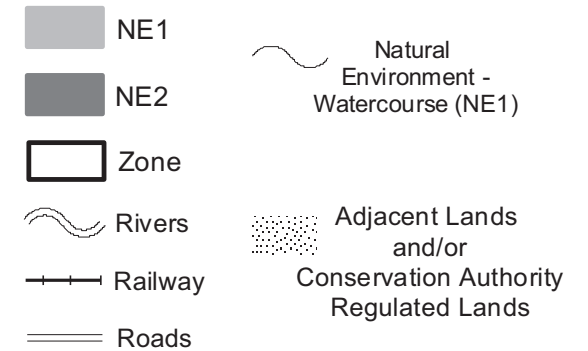 NE1
NE2
Zone
Rivers
Railway
Roads
Natural
Environment -
Watercourse (NE1)
Adjacent Lands
and/or
Conservation Authority
Regulated Lands